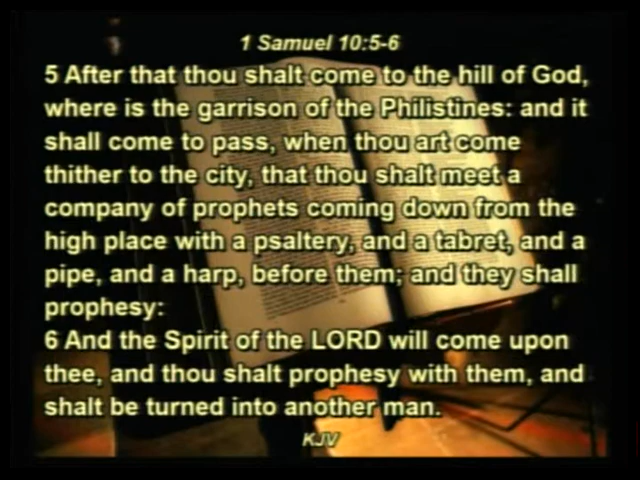 1 Samuel 10:5-6
5 After that thou shalt come to the hill of God,
where is the garrison of the Philistines: and it
shall come to pass, when thou art come
thither to the city, that thou shalt meet a
company of prophets coming down from the
high place with a psaltery, and a tabret, and a
pipe, and a harp, before them; and they shall
prophesy:
6 And the Spirit of the LORD will come upon
thee, and thou shalt prophesy with them, and
shalt be turned into another man.
KJV